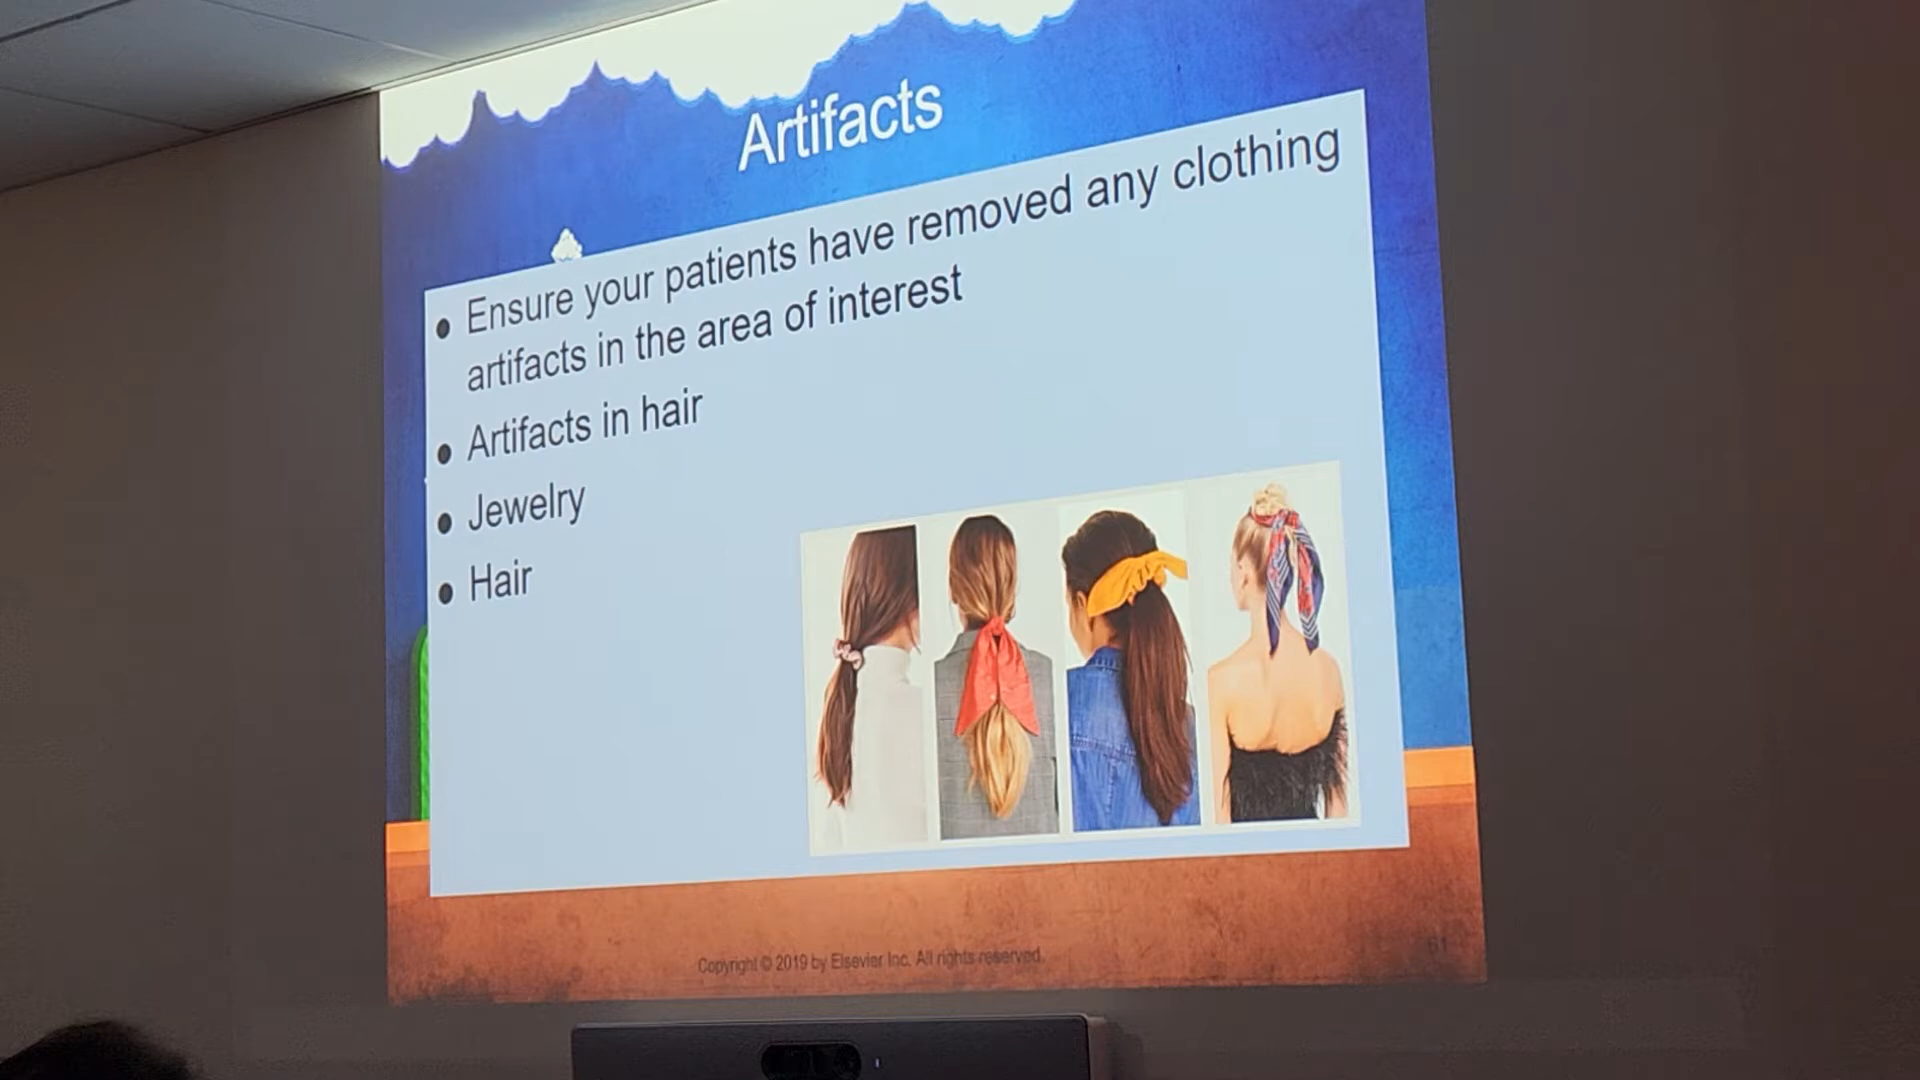 Artifacts
• Ensure your patients have removed any clothing
artifacts in the area of interest
• Artifacts in hair
• Jewelry
• Hair
Copyright © 2019 by Elsevier Inc. All rights reserved.
61